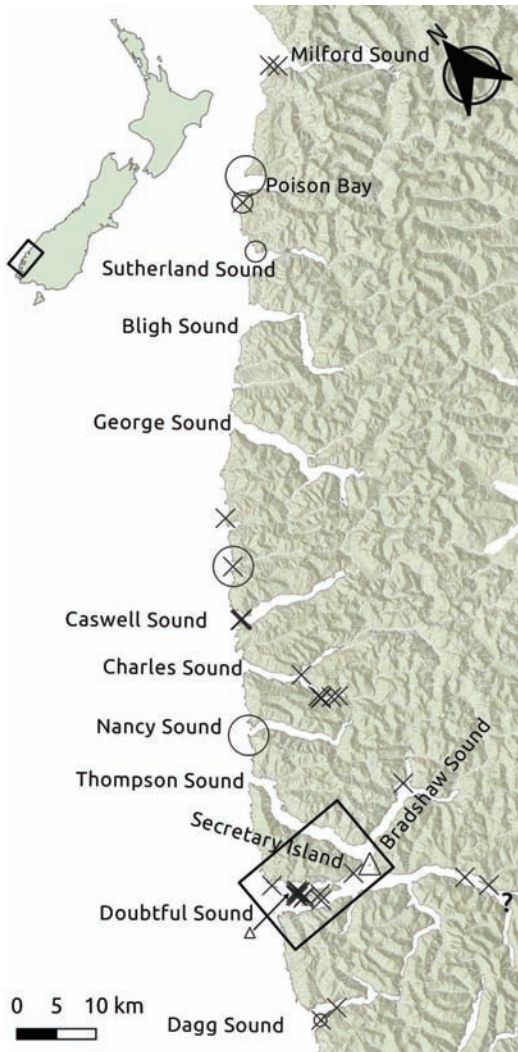 N
Milford Sound
Poison Bay
Sutherland Sound
Bligh Sound
George Sound
Caswell Sound
Charles Sound
Nancy Sound
Thompson Sound
Bradshaw Sound
Secretary Island
Doubtful Sound
?
0 5 10 km
Dagg Sound